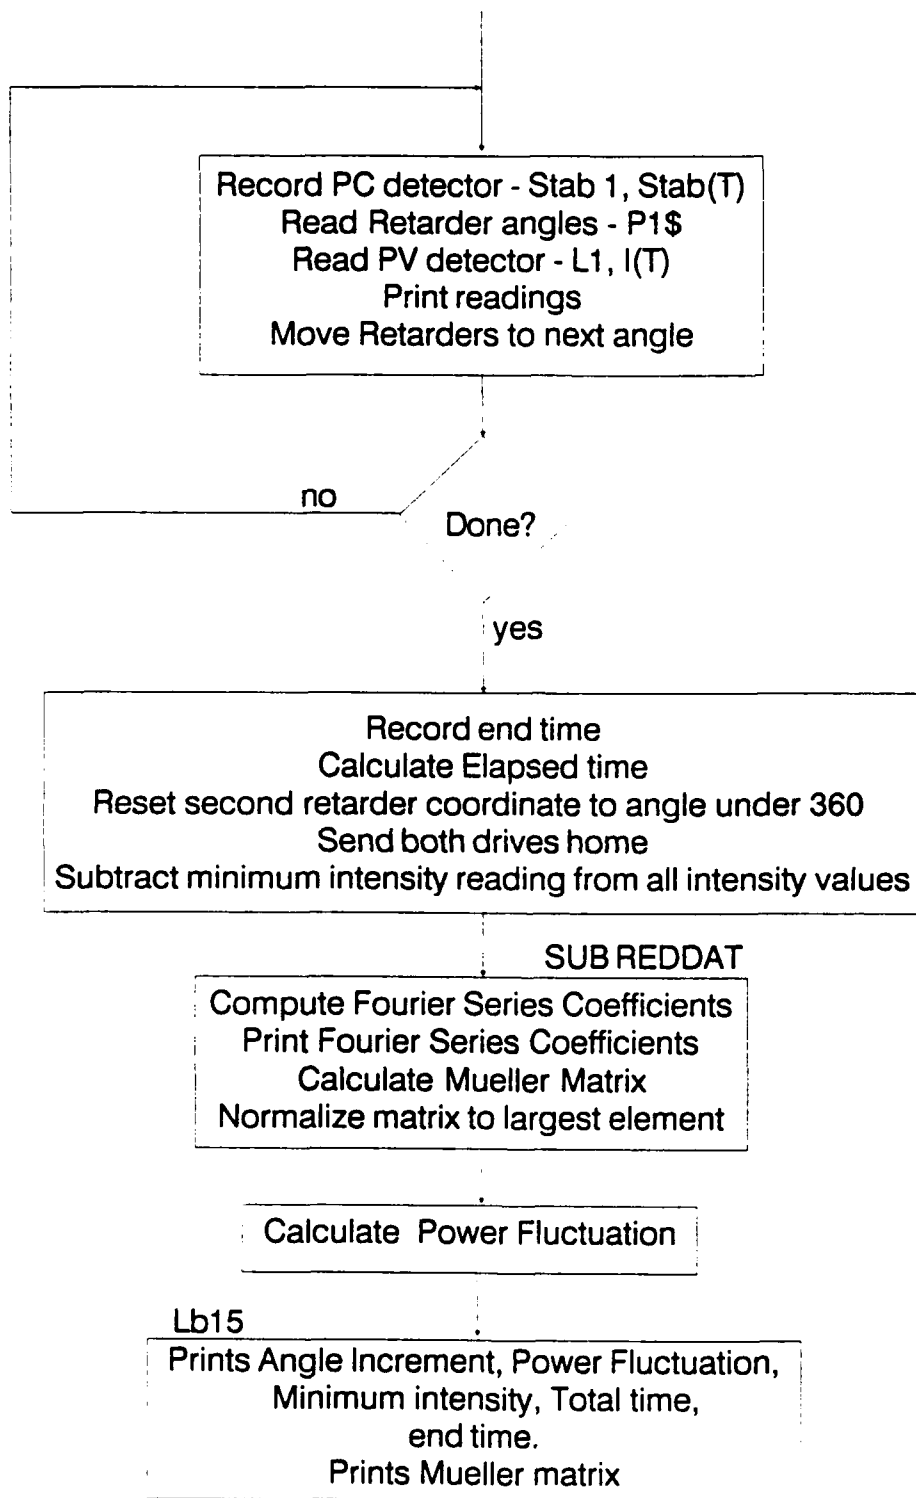 Record PC detector - Stab 1, Stab(T)
Read Retarder angles - P1$
Read PV detector - L1, I(T)
Print readings
Move Retarders to next angle
no
Done?
yes
Record end time
Calculate Elapsed time
Reset second retarder coordinate to angle under 360
Send both drives home
Subtract minimum intensity reading from all intensity values
SUB REDDAT
Compute Fourier Series Coefficients
Print Fourier Series Coefficients
Calculate Mueller Matrix
Normalize matrix to largest element
Calculate Power Fluctuation
Lb15
Prints Angle Increment, Power Fluctuation,
Minimum intensity, Total time,
end time.
Prints Mueller matrix